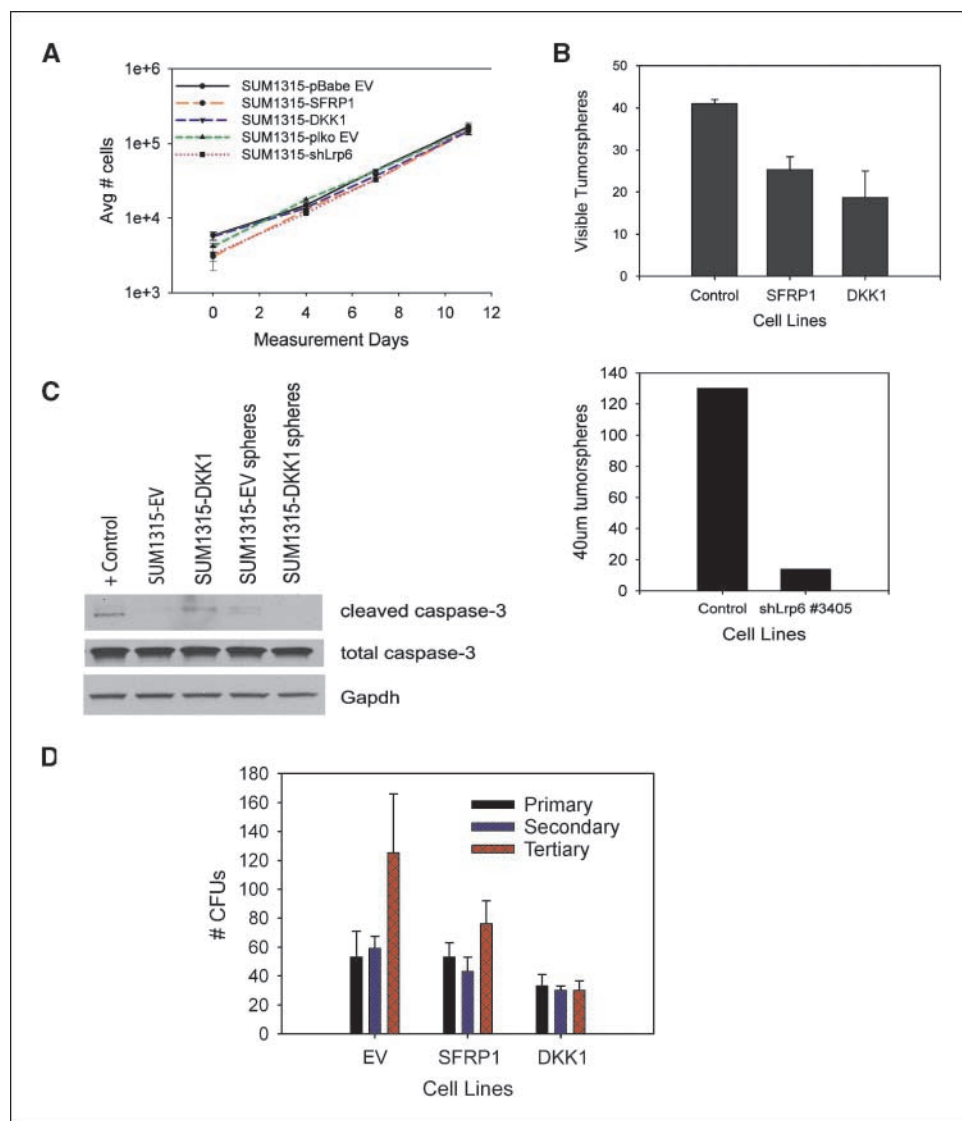 A
1e+6
1e+5
1e+4
1e+3
Avg # cells
SUM1315-pBabe EV
SUM1315-SFRP1
SUM1315-DKK1
SUM1315-plko EV
SUM1315-shLrp6
0 2 4 6 8 10 12
Measurement Days
B
50
40
30
20
10
0
Visible Tumorspheres
Control SFRP1 DKK1
Cell Lines
140
120
100
80
60
40
20
0
40um tumorspheres
Control shLrp6 #3405
Cell Lines
C
+ Control
SUM1315-EV
SUM1315-DKK1
SUM1315-EV spheres
SUM1315-DKK1 spheres
cleaved caspase-3
total caspase-3
Gapdh
D
180
160
140
120
100
80
60
40
20
0
# CFUs
Primary
Secondary
Tertiary
EV SFRP1 DKK1
Cell Lines